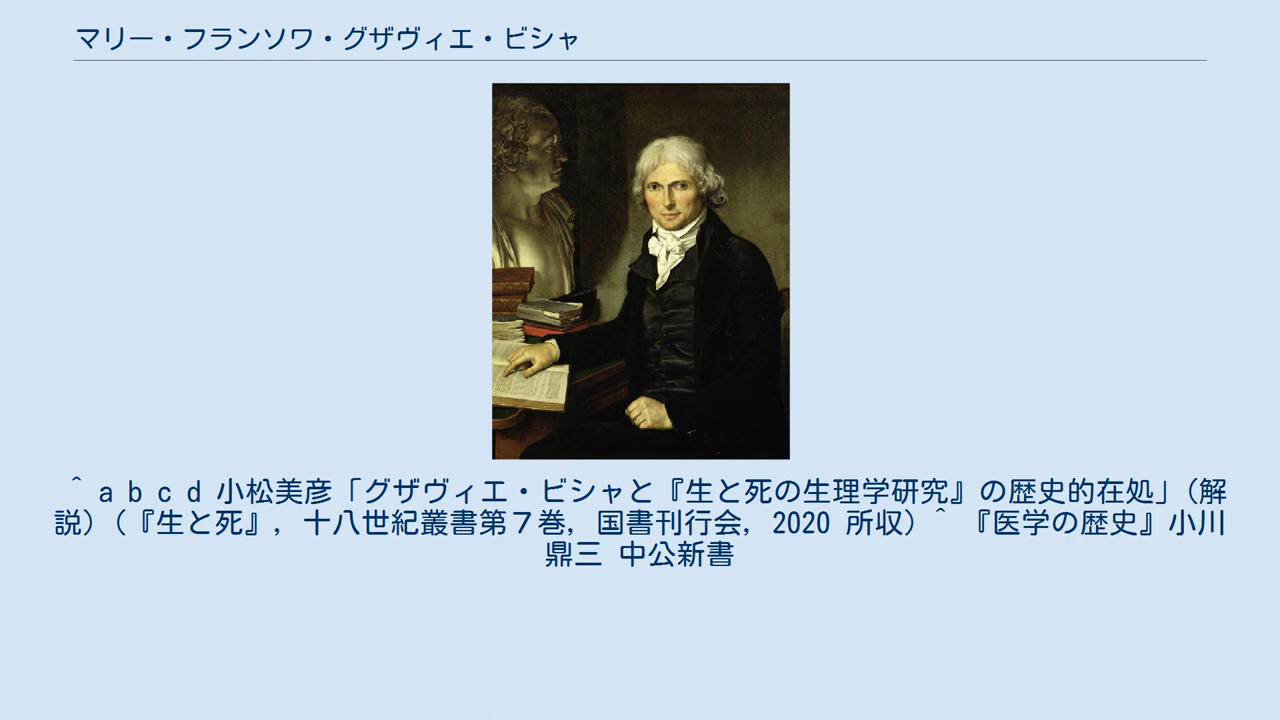 マリー・フランソワ・グザヴィエ・ビシャ
^ a b c d 小松美彦「グザヴィエ・ビシャと『生と死の生理学研究』の歴史的在処」（解
説）（『生と死』，十八世紀叢書第７巻，国書刊行会，2020 所収）^ 『医学の歴史』小川
鼎三 中公新書